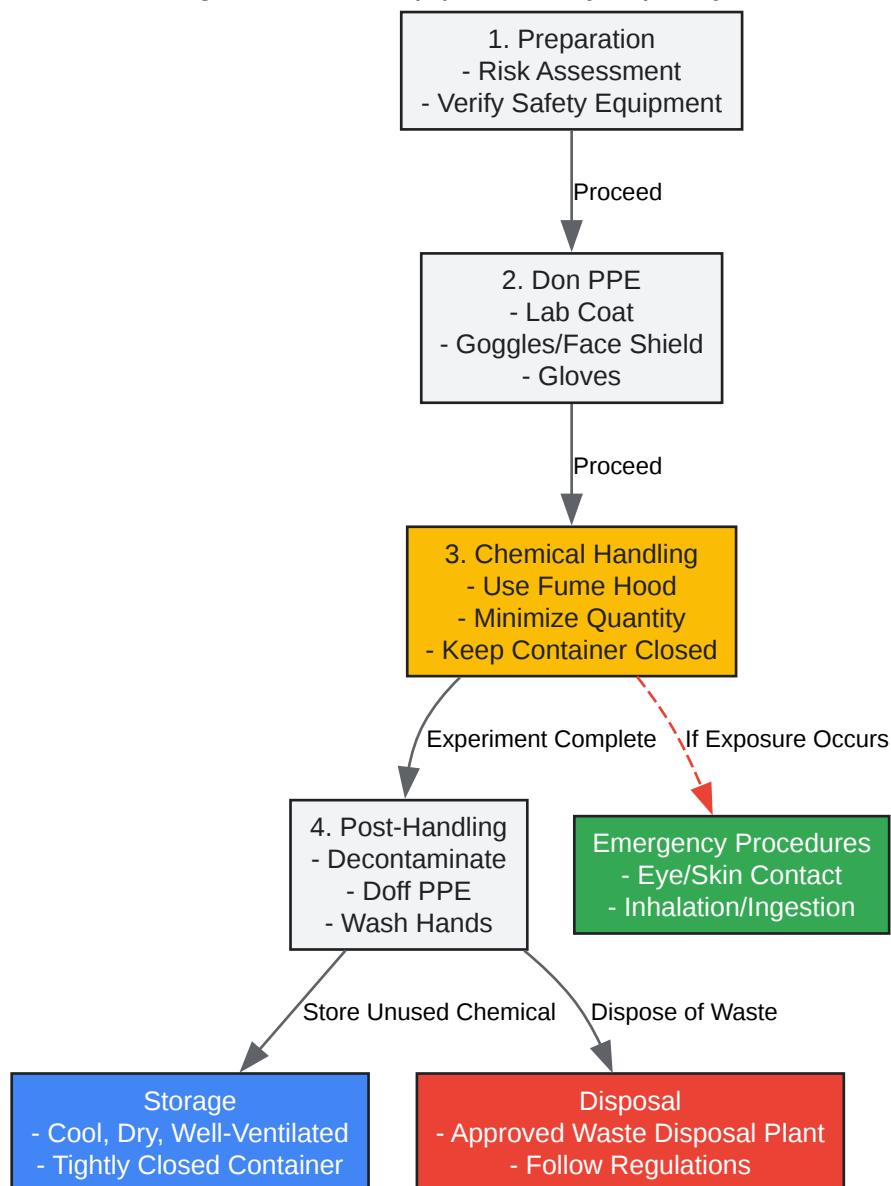 1. Preparation
- Risk Assessment
- Verify Safety Equipment
Proceed
2. Don PPE
- Lab Coat
- Goggles/Face Shield
- Gloves
Proceed
3. Chemical Handling
- Use Fume Hood
- Minimize Quantity
- Keep Container Closed
Experiment Complete
If Exposure Occurs
4. Post-Handling
- Decontaminate
- Doff PPE
- Wash Hands
Emergency Procedures
- Eye/Skin Contact
- Inhalation/Ingestion
Store Unused Chemical
Dispose of Waste
Storage
- Cool, Dry, Well-Ventilated
- Tightly Closed Container
Disposal
- Approved Waste Disposal Plant
- Follow Regulations